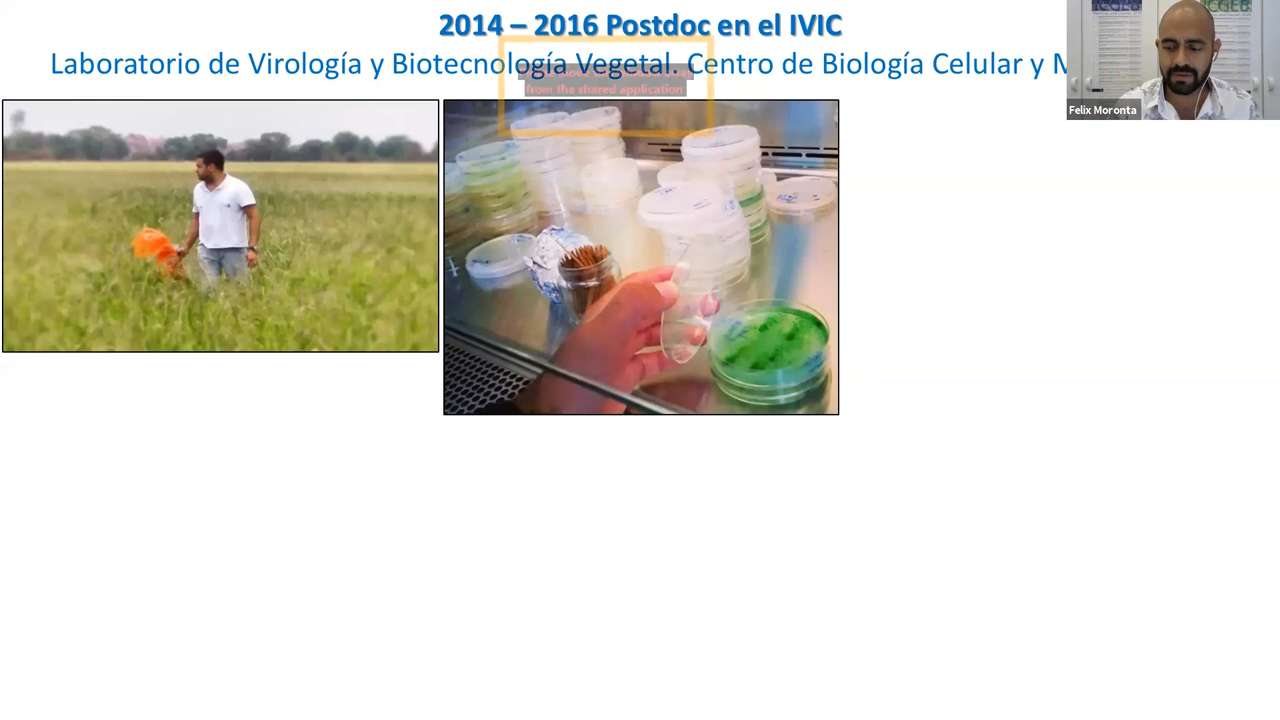 2014 – 2016 Postdoc en el IVIC
Laboratorio de Virología y Biotecnología Vegetal. Centro de Biología Celular y M
from the shared application
Felix Moronta
ICGEB